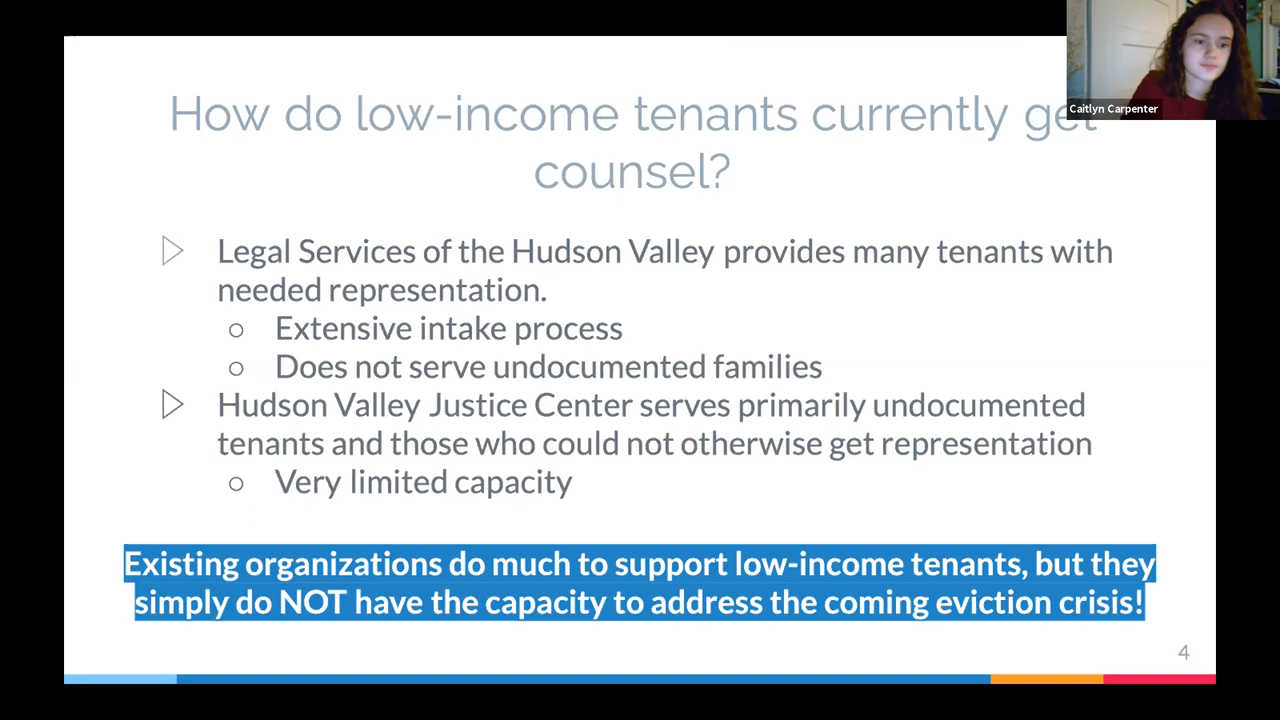 How do low-income tenants currently get
counsel?
Caitlyn Carpenter
Legal Services of the Hudson Valley provides many tenants with
needed representation.
Extensive intake process
Does not serve undocumented families
Hudson Valley Justice Center serves primarily undocumented
tenants and those who could not otherwise get representation
Very limited capacity
Existing organizations do much to support low-income tenants, but they
simply do NOT have the capacity to address the coming eviction crisis!
4